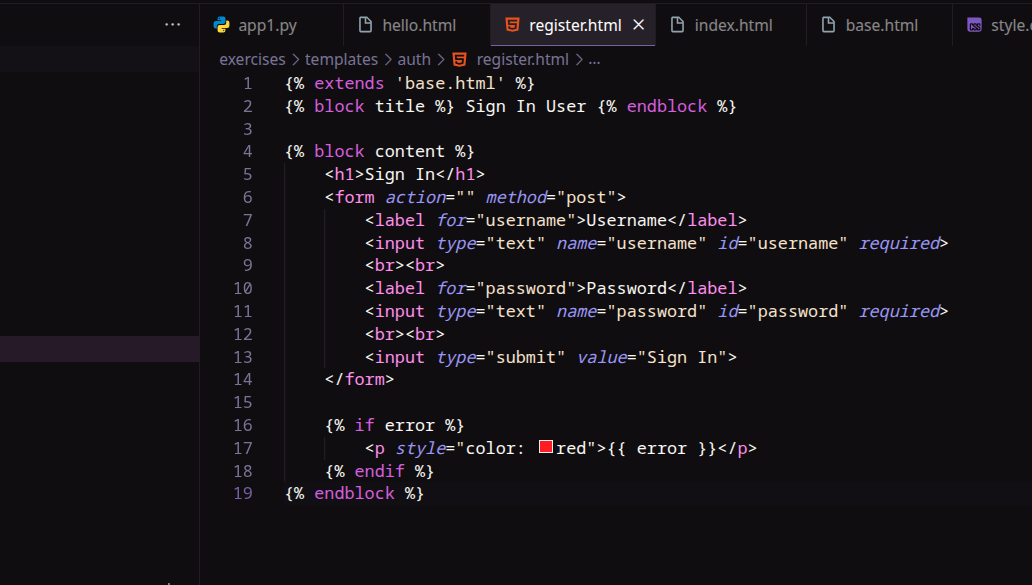 ··· app1.py hello.html register.html × index.html base.html style.
exercises > templates > auth > register.html > ...
1 {% extends 'base.html' %}
2 {% block title %} Sign In User {% endblock %}
3
4 {% block content %}
5     <h1>Sign In</h1>
6     <form action="" method="post">
7         <label for="username">Username</label>
8         <input type="text" name="username" id="username" required>
9         <br><br>
10         <label for="password">Password</label>
11         <input type="text" name="password" id="password" required>
12         <br><br>
13         <input type="submit" value="Sign In">
14     </form>
15
16     {% if error %}
17         <p style="color: red">{{ error }}</p>
18     {% endif %}
19 {% endblock %}